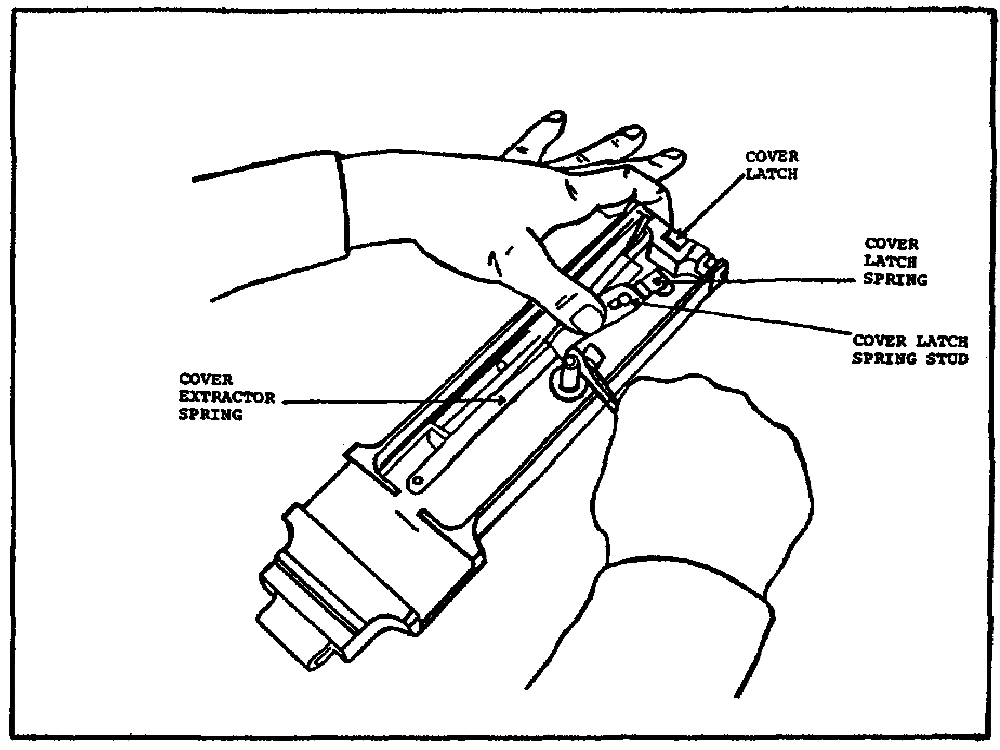 COVER
LATCH
COVER
LATCH
SPRING
COVER LATCH
SPRING STUD
COVER
EXTRACTOR
SPRING